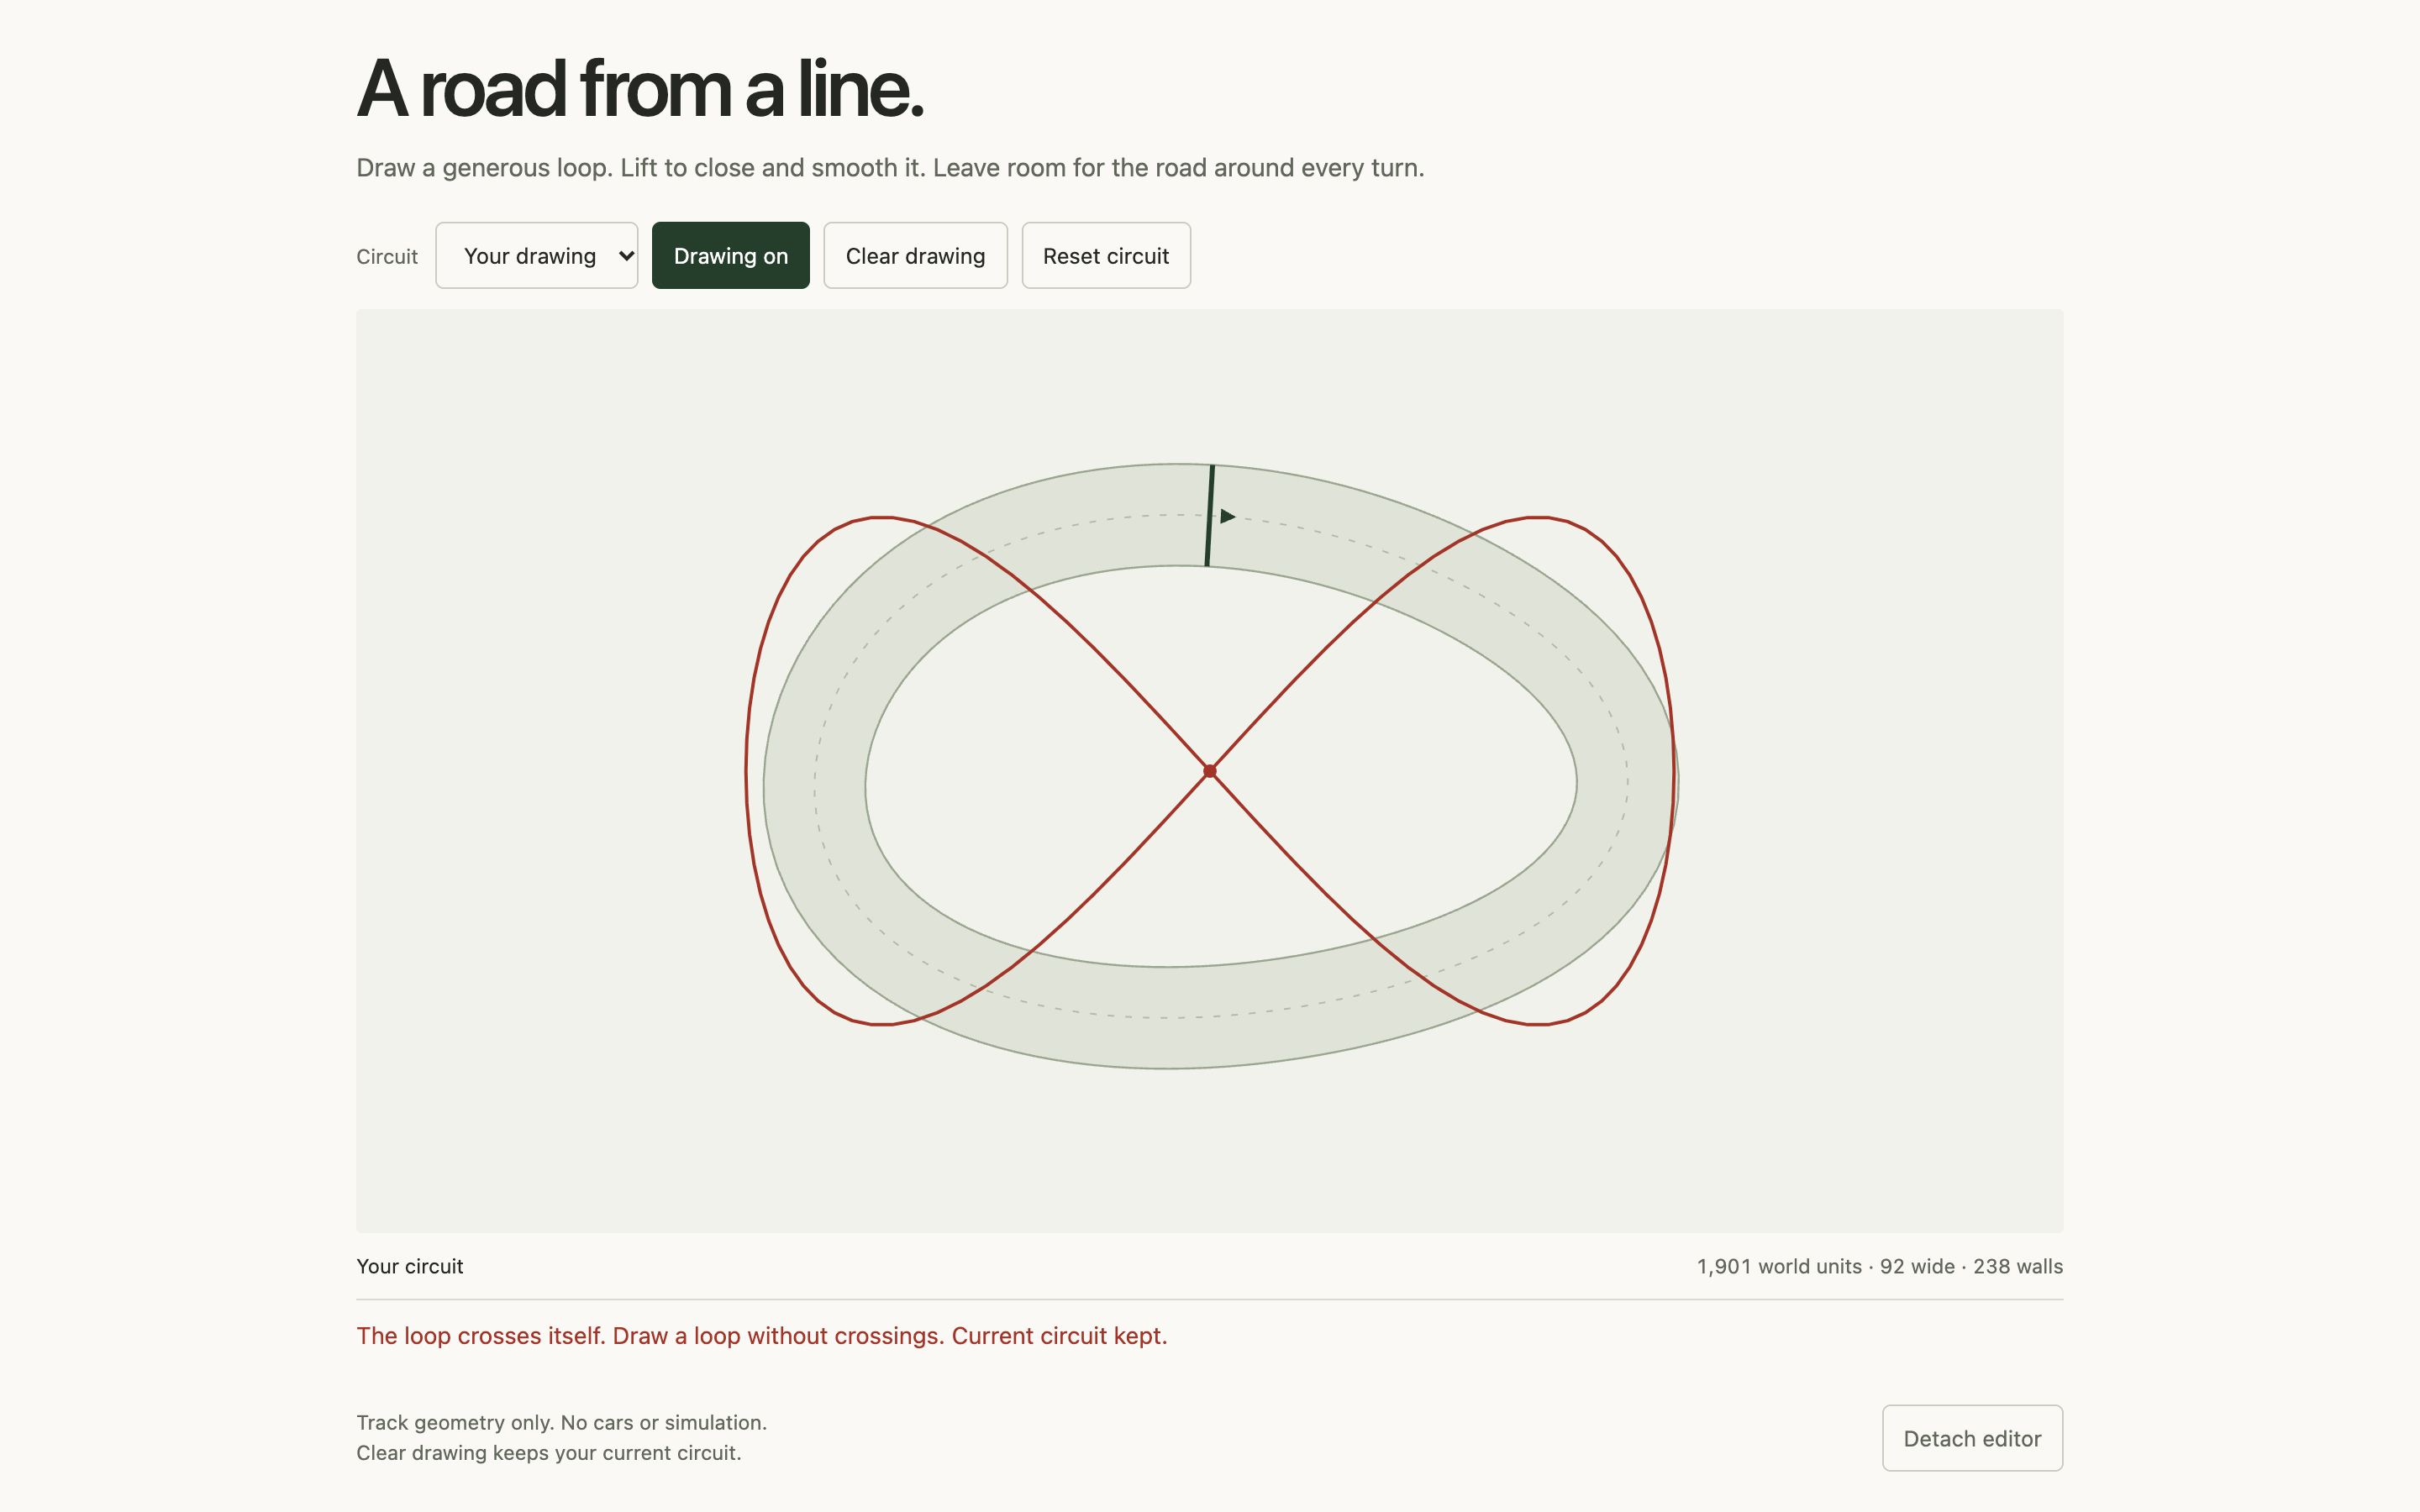 A road from a line.
Draw a generous loop. Lift to close and smooth it. Leave room for the road around every turn.
Circuit Your drawing Drawing on Clear drawing Reset circuit
Your circuit 1,901 world units · 92 wide · 238 walls
The loop crosses itself. Draw a loop without crossings. Current circuit kept.
Track geometry only. No cars or simulation.
Clear drawing keeps your current circuit.
Detach editor